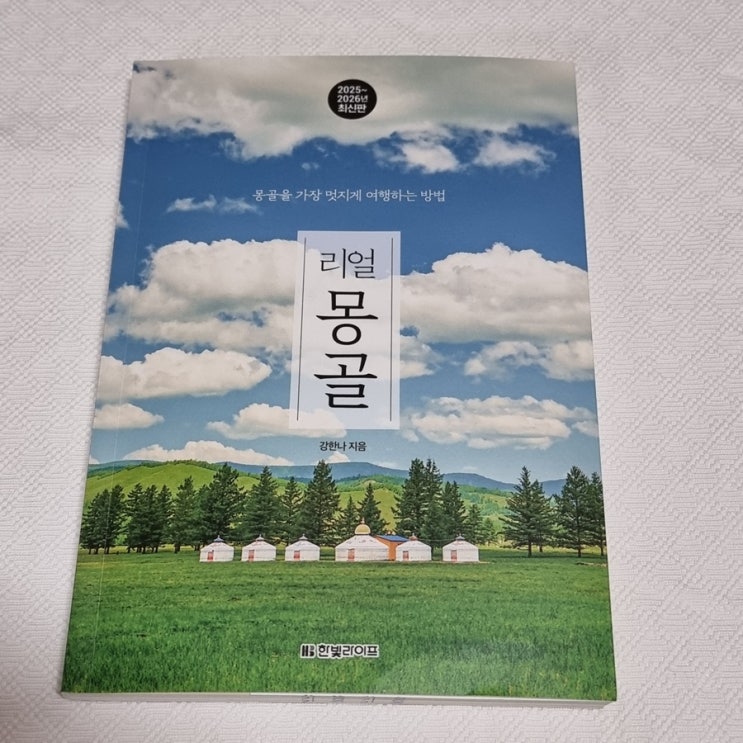 2025~
2026년
최신판
몽골을 가장 멋지게 여행하는 방법
리얼
몽
골
강한나 지음
한빛라이프